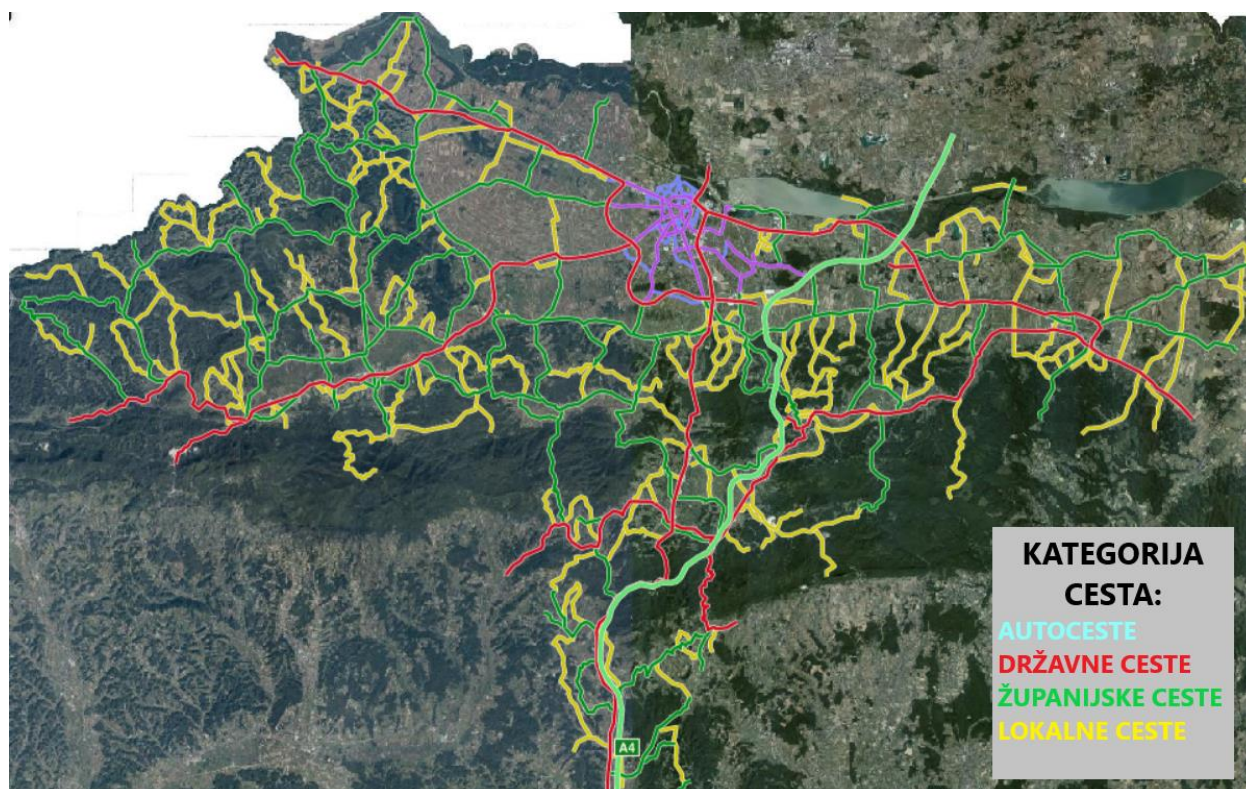 A4
KATEGORIJA
CESTA:
AUTOCESTE
DRŽAVNE CESTE
ŽUPANIJSKE CESTE
LOKALNE CESTE